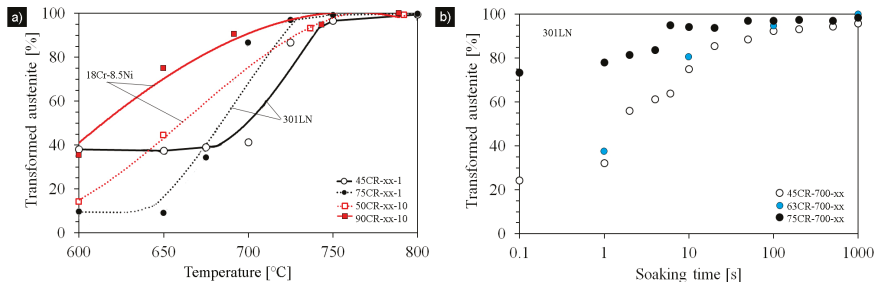 a)
Transformed austenite [%]
100
80
60
40
20
0
18Cr-8.5Ni
301LN
45CR-xx-1
75CR-xx-1
50CR-xx-10
90CR-xx-10
600 650 700 750 800
Temperature [°C]
b)
Transformed austenite [%]
100
80
60
40
20
0
301LN
45CR-700-xx
63CR-700-xx
75CR-700-xx
0.1 1 10 100 1000
Soaking time [s]